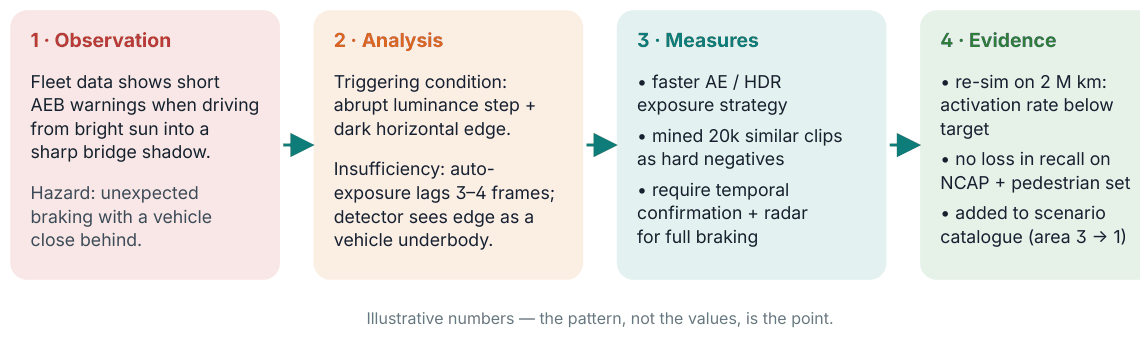 1 · Observation
Fleet data shows short
AEB warnings when driving
from bright sun into a
sharp bridge shadow.
Hazard: unexpected
braking with a vehicle
close behind.
2 · Analysis
Triggering condition:
abrupt luminance step +
dark horizontal edge.
Insufficiency: auto-
exposure lags 3–4 frames;
detector sees edge as a
vehicle underbody.
3 · Measures
• faster AE / HDR
exposure strategy
• mined 20k similar clips
as hard negatives
• require temporal
confirmation + radar
for full braking
4 · Evidence
• re-sim on 2 M km:
activation rate below
target
• no loss in recall on
NCAP + pedestrian set
• added to scenario
catalogue (area 3 → 1)
Illustrative numbers — the pattern, not the values, is the point.